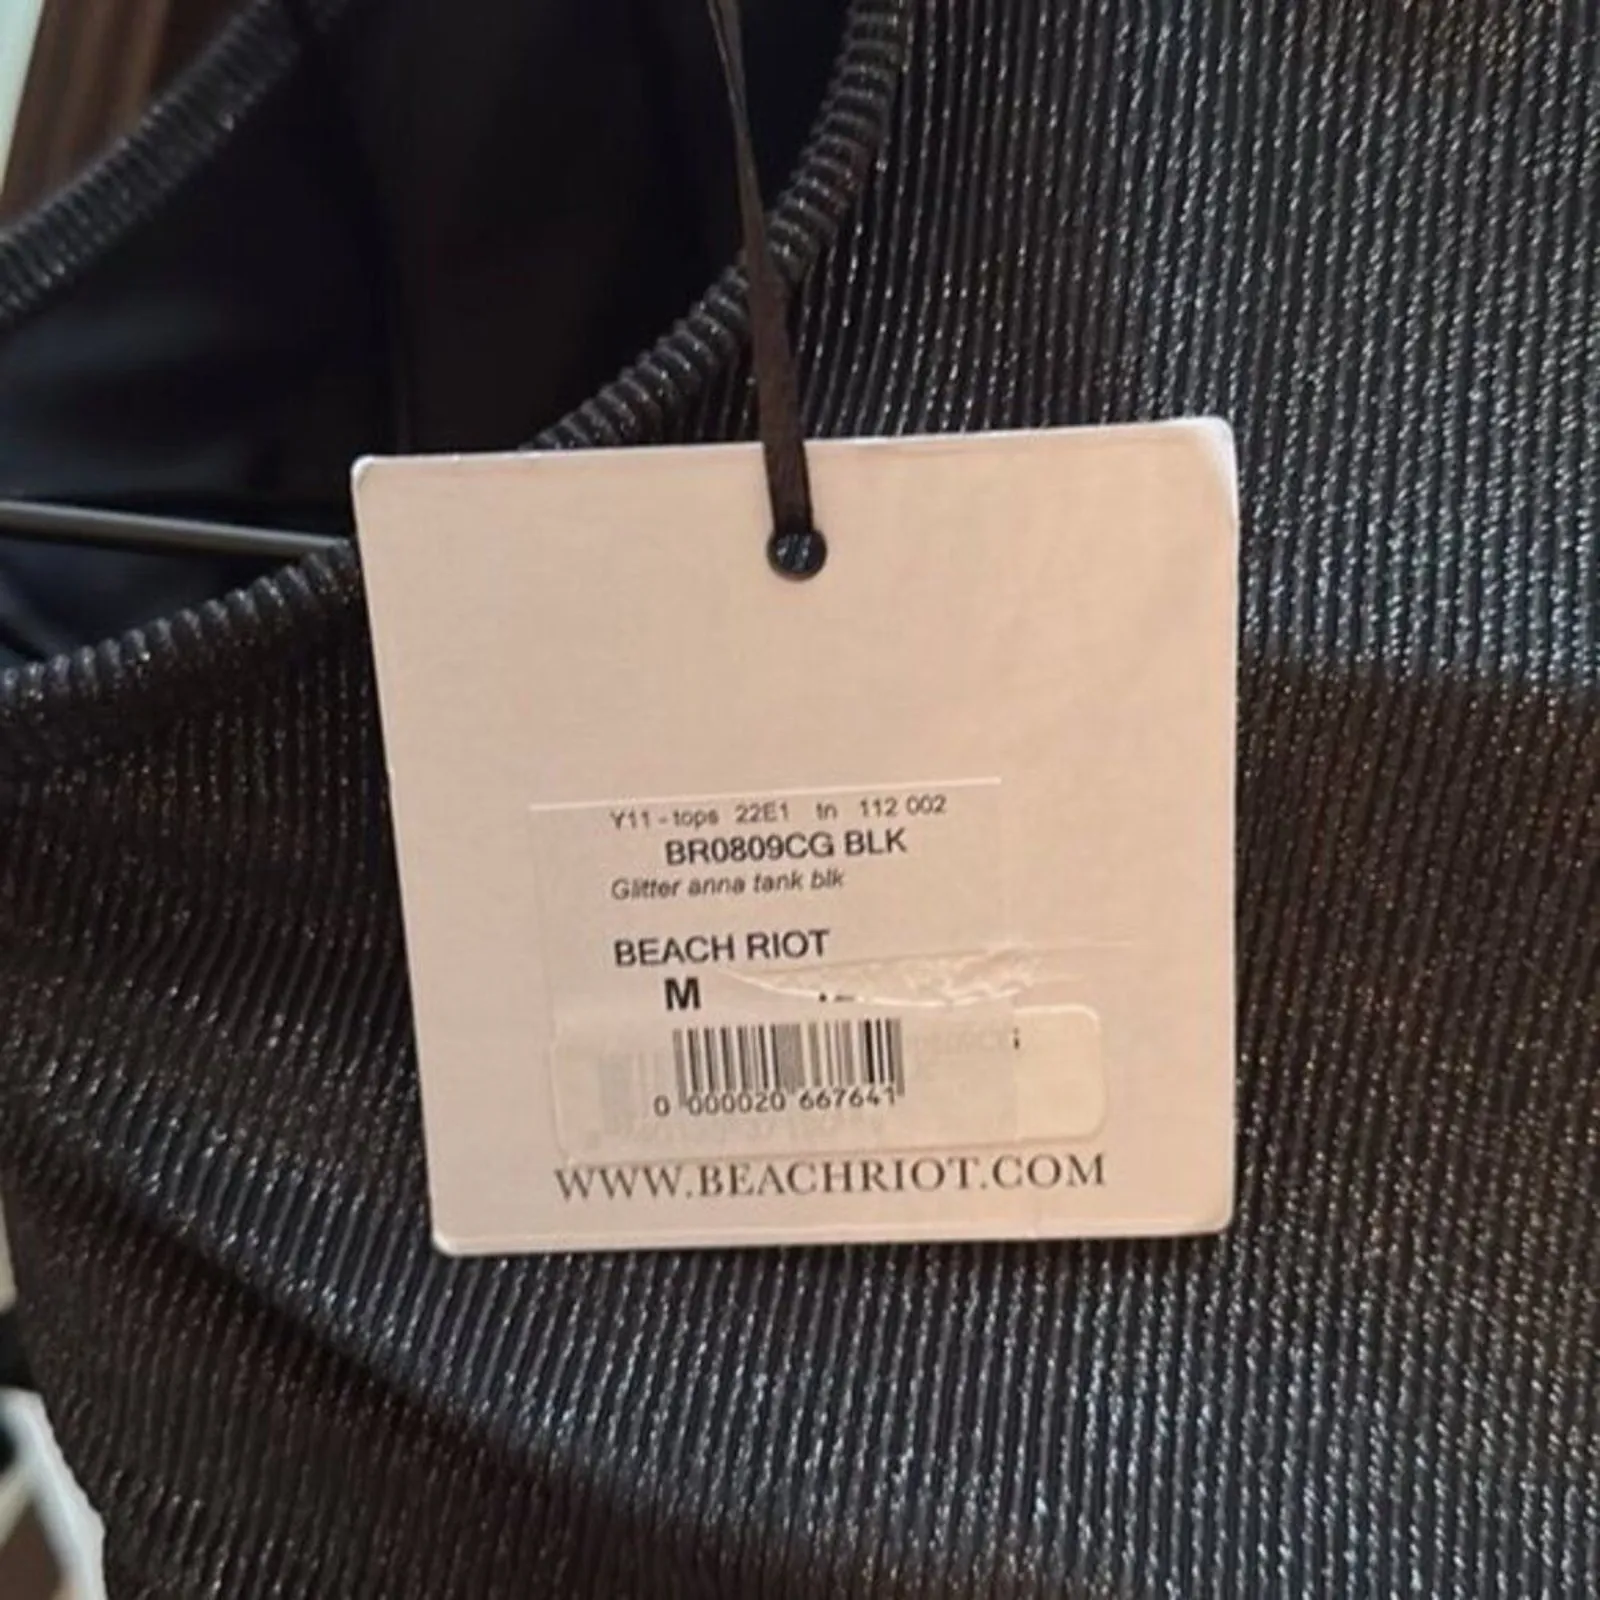 Y11 - tops 22E1 tn 112 002
BR0809CG BLK
Glitter anna tank blk
BEACH RIOT
M
0 000020 667641
WWW.BEACHRIOT.COM